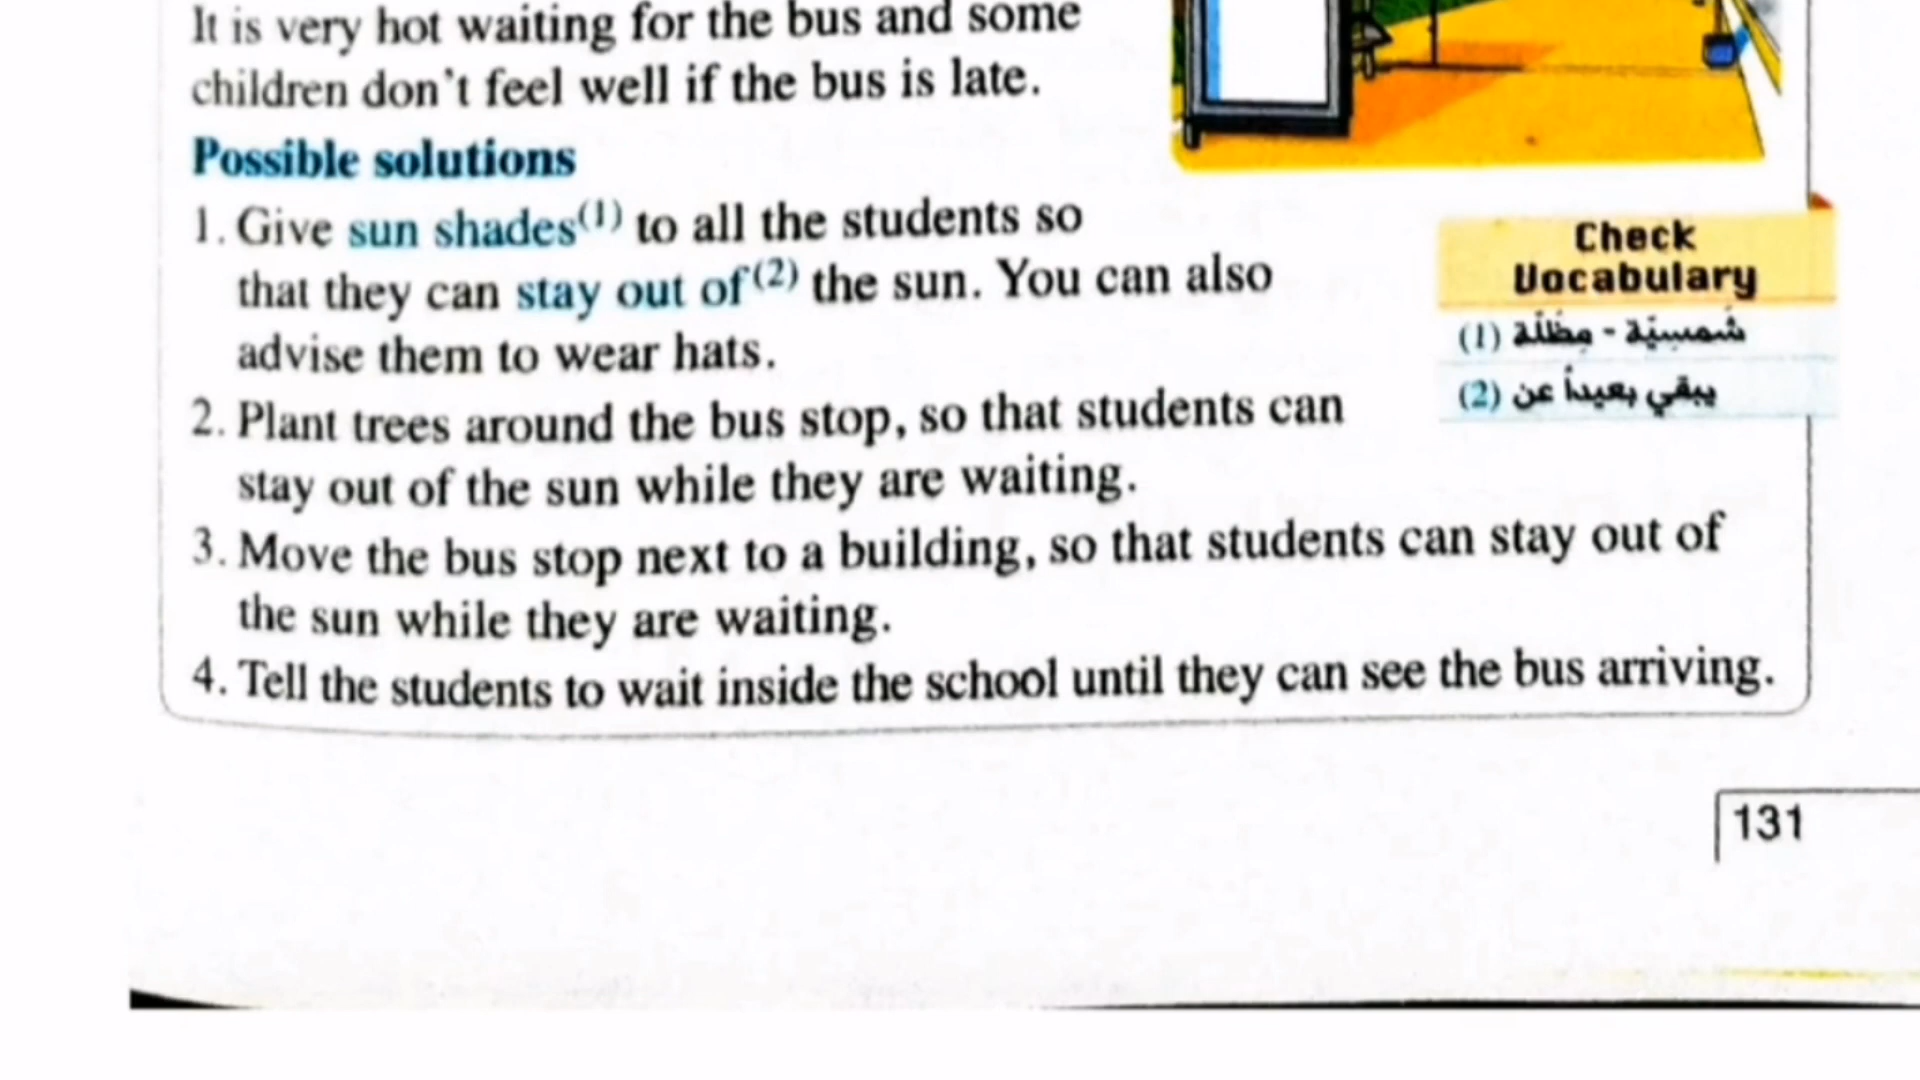 It is very hot waiting for the bus and some
children don't feel well if the bus is late.
Possible solutions
1. Give sun shades(1) to all the students so
that they can stay out of(2) the sun. You can also
advise them to wear hats.
2. Plant trees around the bus stop, so that students can
stay out of the sun while they are waiting.
3. Move the bus stop next to a building, so that students can stay out of
the sun while they are waiting.
4. Tell the students to wait inside the school until they can see the bus arriving.
Check
Vocabulary
(1) شمسيّة - مِظلّة
(2) يبقي بعيداً عن
131